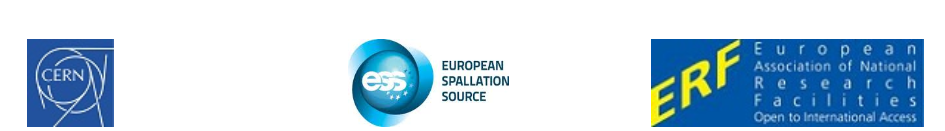 CERN
ess
EUROPEAN
SPALLATION
SOURCE
ERF
European
Association of National
Research
Facilities
Open to International Access